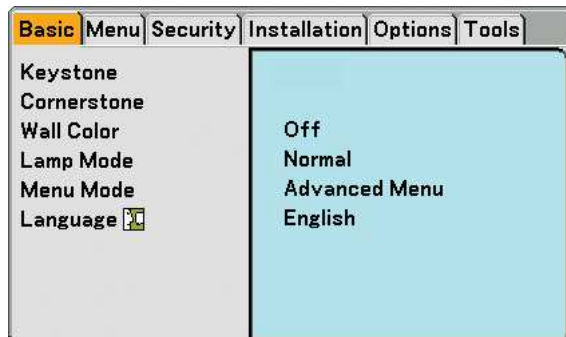 Basic Menu Security Installation Options Tools
Keystone
Cornerstone
Wall Color Off
Lamp Mode Normal
Menu Mode Advanced Menu
Language English